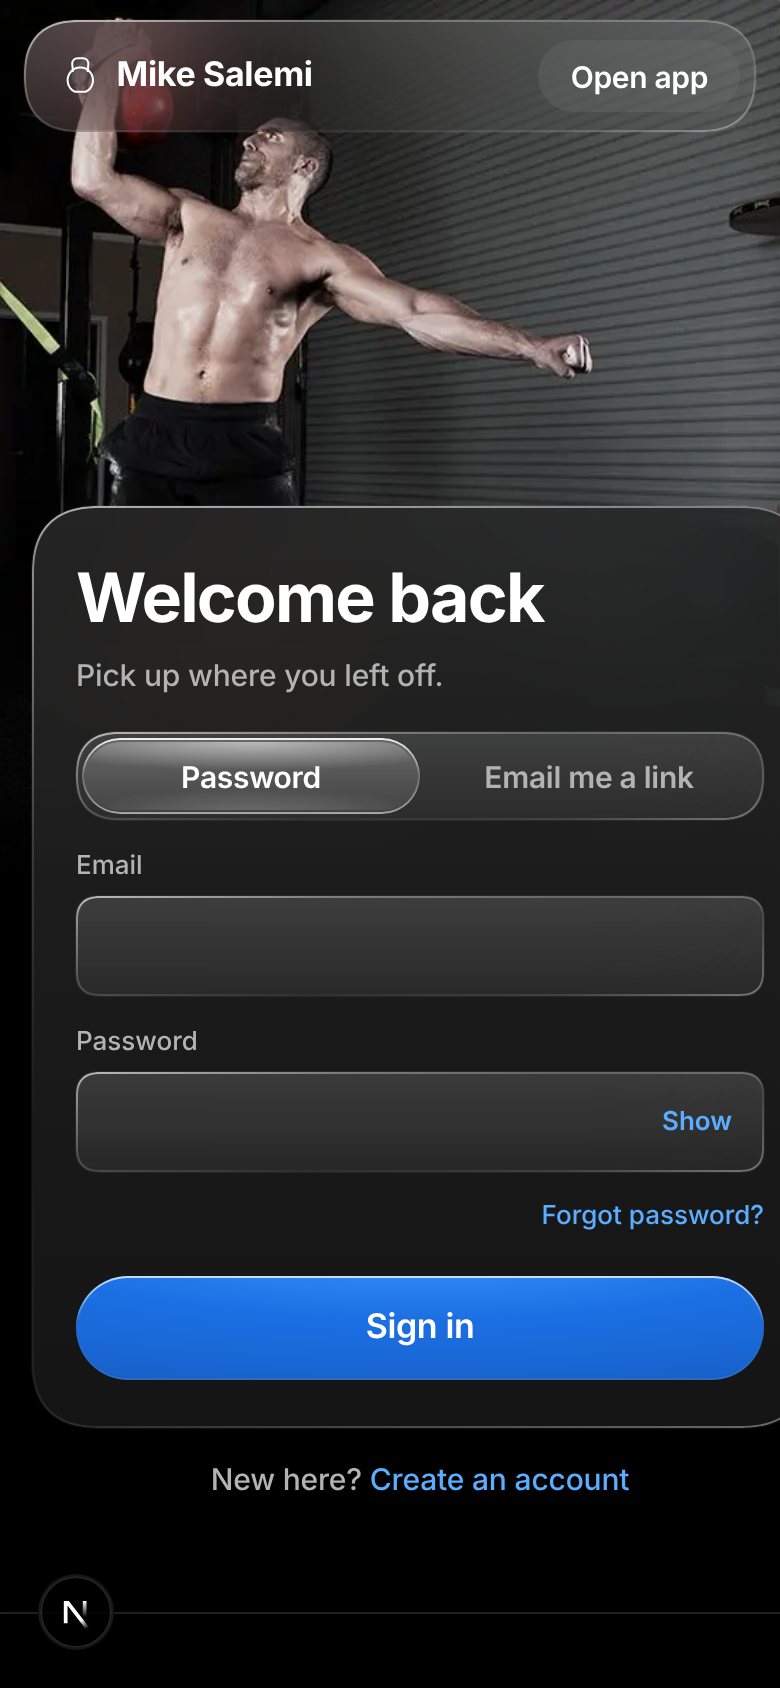 Mike Salemi
Open app
Welcome back
Pick up where you left off.
Password
Email me a link
Email
Password
Show
Forgot password?
Sign in
New here? Create an account
N